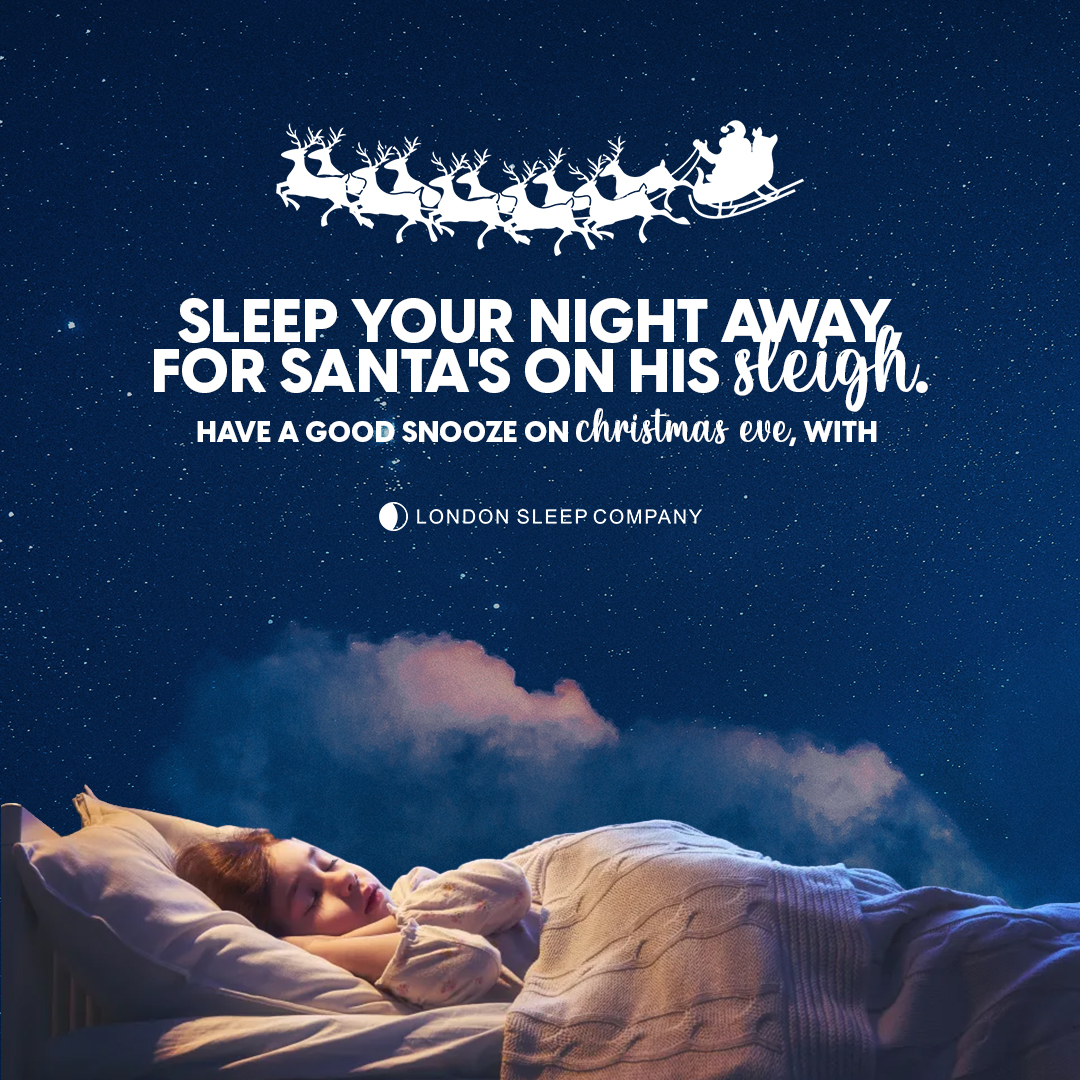 SLEEP YOUR NIGHT AWAY,
FOR SANTA'S ON HIS sleigh.
HAVE A GOOD SNOOZE ON christmas eve, WITH
LONDON SLEEP COMPANY